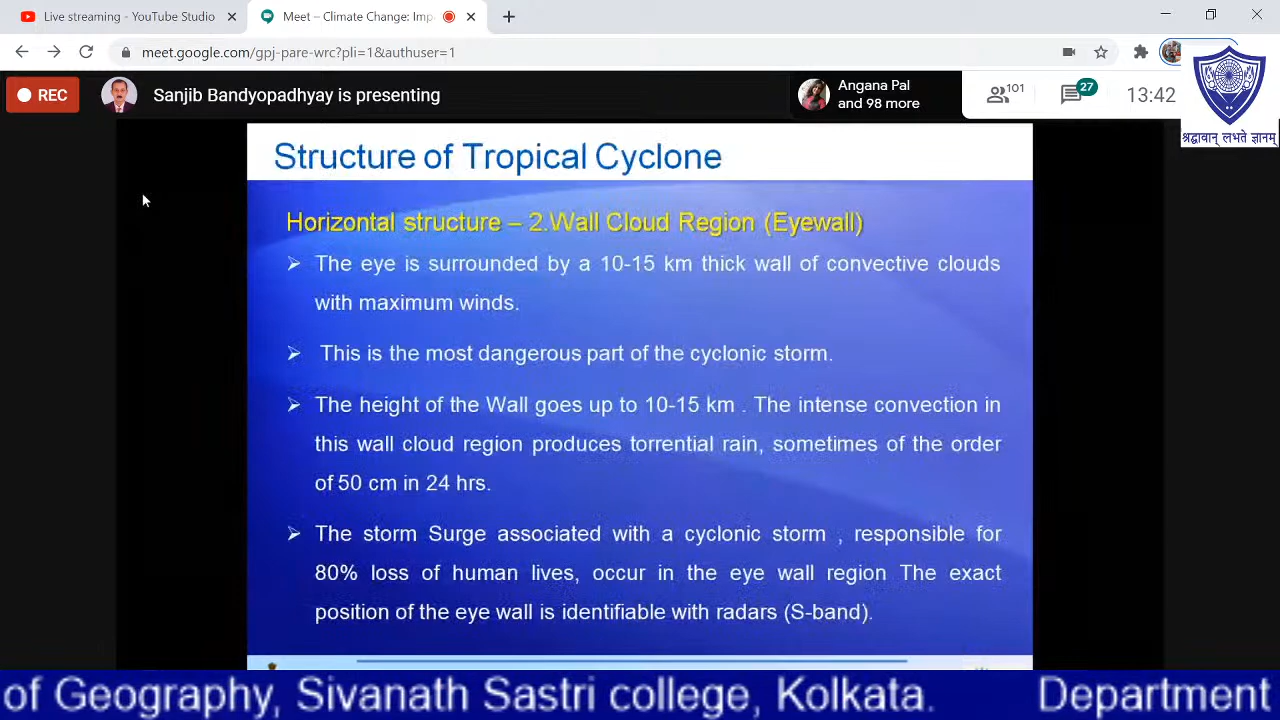 Live streaming - YouTube Studio
Meet – Climate Change: Imp
meet.google.com/gpj-pare-wrc?pli=1&authuser=1
REC
Sanjib Bandyopadhyay is presenting
Angana Pal
and 98 more
101
27
13:42
श्रद्धावान् लभते ज्ञानम्
Structure of Tropical Cyclone
Horizontal structure – 2.Wall Cloud Region (Eyewall)
The eye is surrounded by a 10-15 km thick wall of convective clouds
with maximum winds.
This is the most dangerous part of the cyclonic storm.
The height of the Wall goes up to 10-15 km . The intense convection in
this wall cloud region produces torrential rain, sometimes of the order
of 50 cm in 24 hrs.
The storm Surge associated with a cyclonic storm , responsible for
80% loss of human lives, occur in the eye wall region The exact
position of the eye wall is identifiable with radars (S-band).
of Geography, Sivanath Sastri college, Kolkata. Department